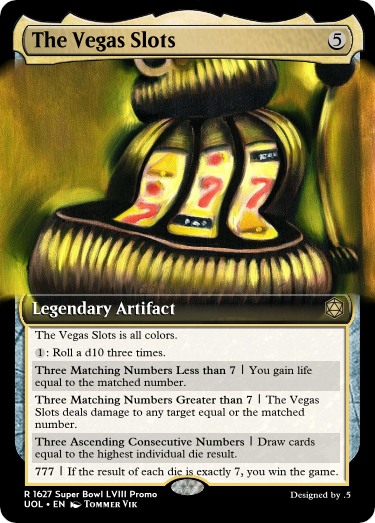 The Vegas Slots 5
Legendary Artifact
The Vegas Slots is all colors.
1: Roll a d10 three times.
Three Matching Numbers Less than 7 | You gain life
equal to the matched number.
Three Matching Numbers Greater than 7 | The Vegas
Slots deals damage to any target equal or the matched
number.
Three Ascending Consecutive Numbers | Draw cards
equal to the highest individual die result.
777 | If the result of each die is exactly 7, you win the game.
R 1627 Super Bowl LVIII Promo
UOL • EN Tommer Vik
Designed by .5
7 7 7